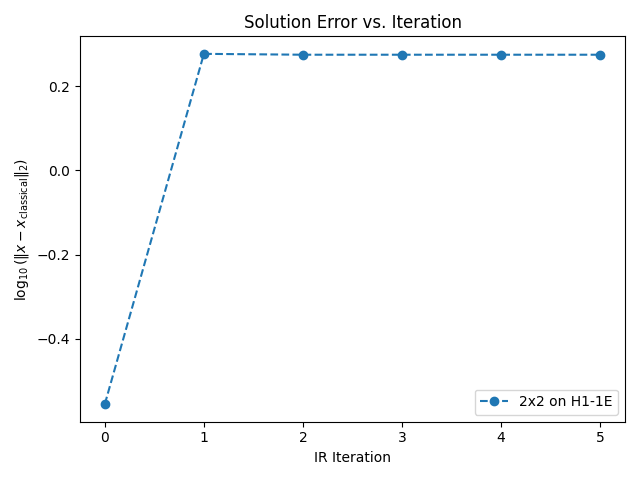 Solution Error vs. Iteration
log₁₀(‖x − x_classical‖₂)
0.2
0.0
−0.2
−0.4
0 1 2 3 4 5
IR Iteration
2x2 on H1-1E